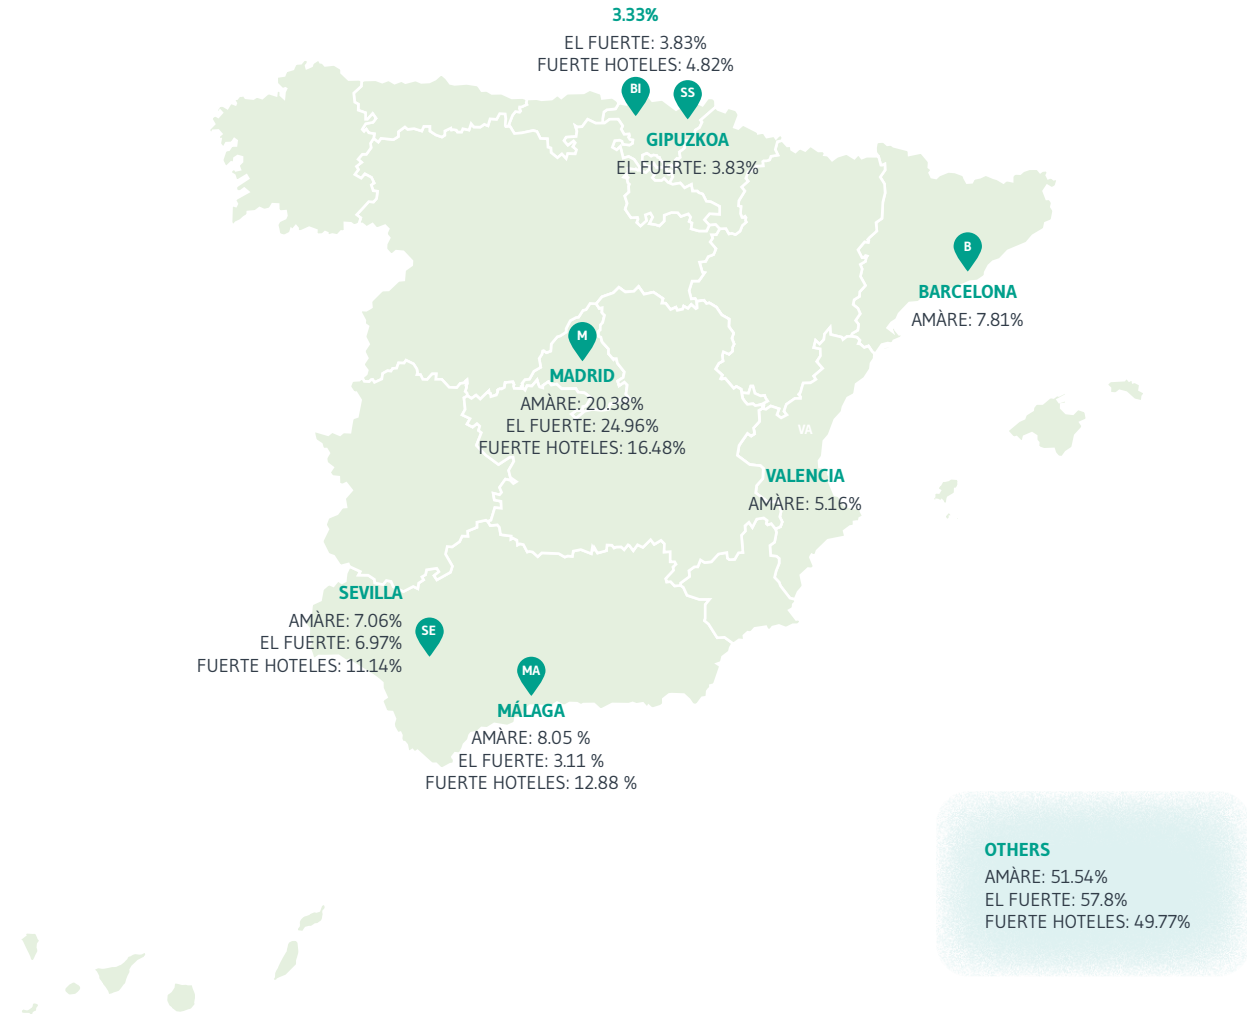 3.33%
EL FUERTE: 3.83%
FUERTE HOTELES: 4.82%
BI
SS
GIPUZKOA
EL FUERTE: 3.83%
B
BARCELONA
AMÀRE: 7.81%
M
MADRID
AMÀRE: 20.38%
EL FUERTE: 24.96%
FUERTE HOTELES: 16.48%
VA
VALENCIA
AMÀRE: 5.16%
SEVILLA
AMÀRE: 7.06%
EL FUERTE: 6.97%
FUERTE HOTELES: 11.14%
SE
MA
MÁLAGA
AMÀRE: 8.05 %
EL FUERTE: 3.11 %
FUERTE HOTELES: 12.88 %
OTHERS
AMÀRE: 51.54%
EL FUERTE: 57.8%
FUERTE HOTELES: 49.77%